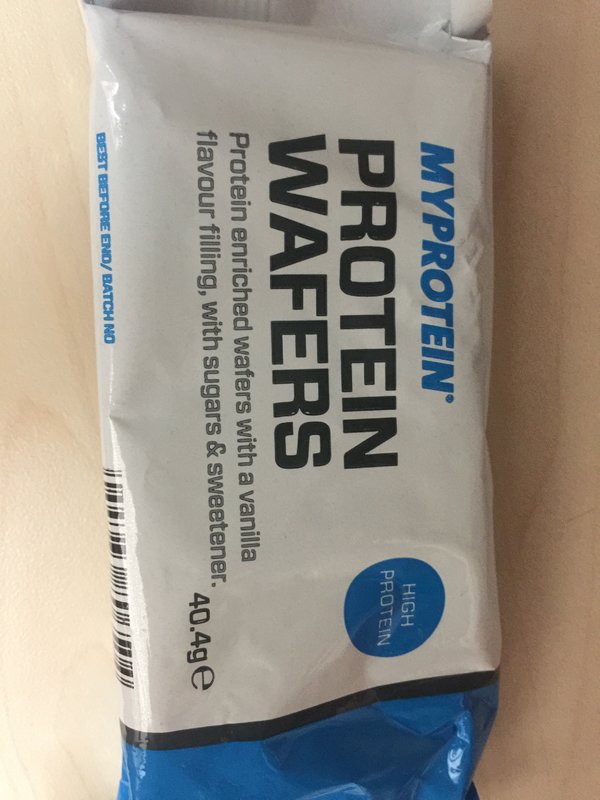 MYPROTEIN®
PROTEIN
WAFERS
Protein enriched wafers with a vanilla
flavour filling, with sugars & sweetener.
40.4g e
HIGH
PROTEIN
BEST BEFORE END/ BATCH NO